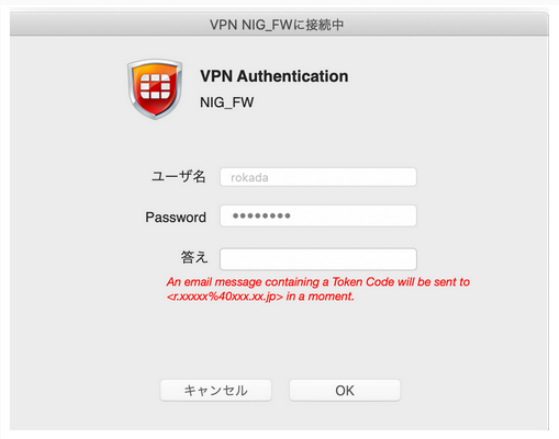 VPN NIG_FWに接続中
VPN Authentication
NIG_FW
ユーザ名 rokada
Password ••••••••
答え
An email message containing a Token Code will be sent to
<r.xxxxx%40xxx.xx.jp> in a moment.
キャンセル OK